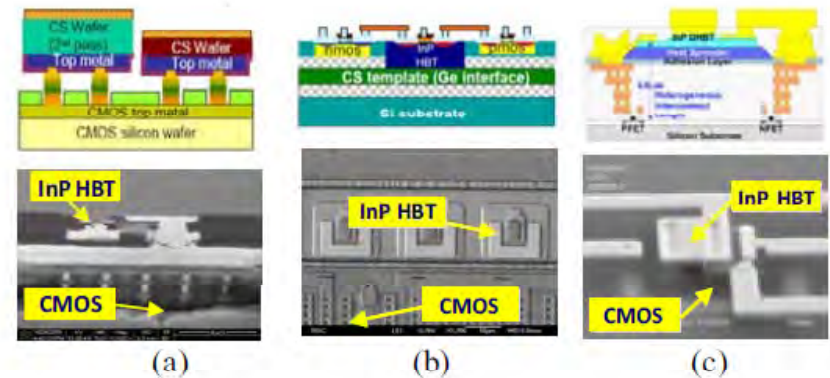 CS Wafer
(2nd pass)
Top metal
CS Wafer
Top metal
CMOS top metal
CMOS silicon wafer
nmos
InP
HBT
pmos
CS template (Ge interface)
Si substrate
InP DHBT
Heat Spreader
Adhesion Layer
Heterogeneous
Interconnect
PFET
NFET
Silicon Substrate
InP HBT
CMOS
InP HBT
CMOS
InP HBT
CMOS
(a)
(b)
(c)